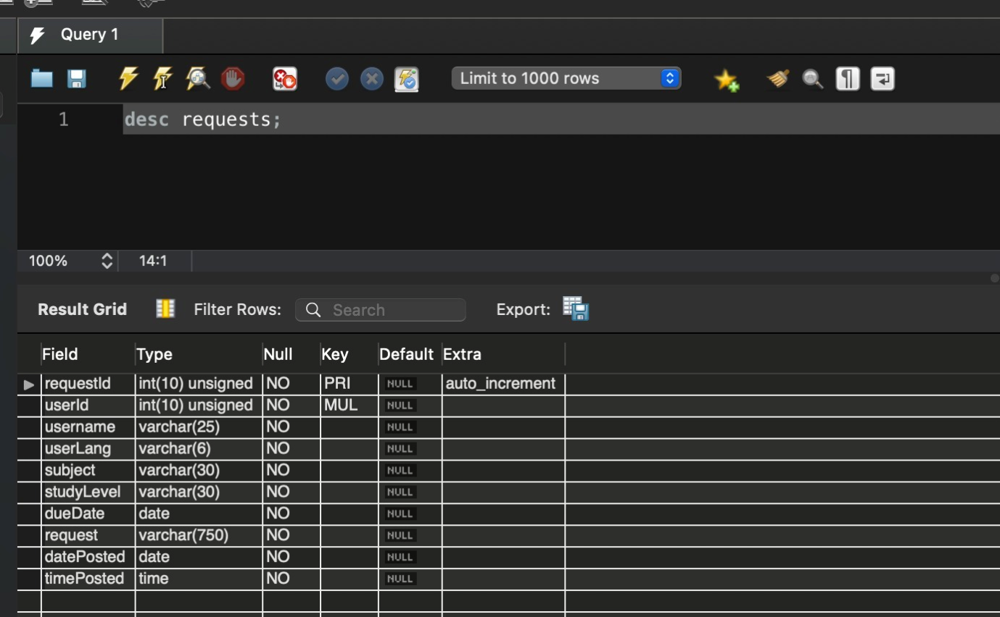 Query 1
Limit to 1000 rows
1 desc requests;
100% 14:1
Result Grid Filter Rows: Search Export:
Field Type Null Key Default Extra
requestId int(10) unsigned NO PRI NULL auto_increment
userId int(10) unsigned NO MUL NULL
username varchar(25) NO NULL
userLang varchar(6) NO NULL
subject varchar(30) NO NULL
studyLevel varchar(30) NO NULL
dueDate date NO NULL
request varchar(750) NO NULL
datePosted date NO NULL
timePosted time NO NULL